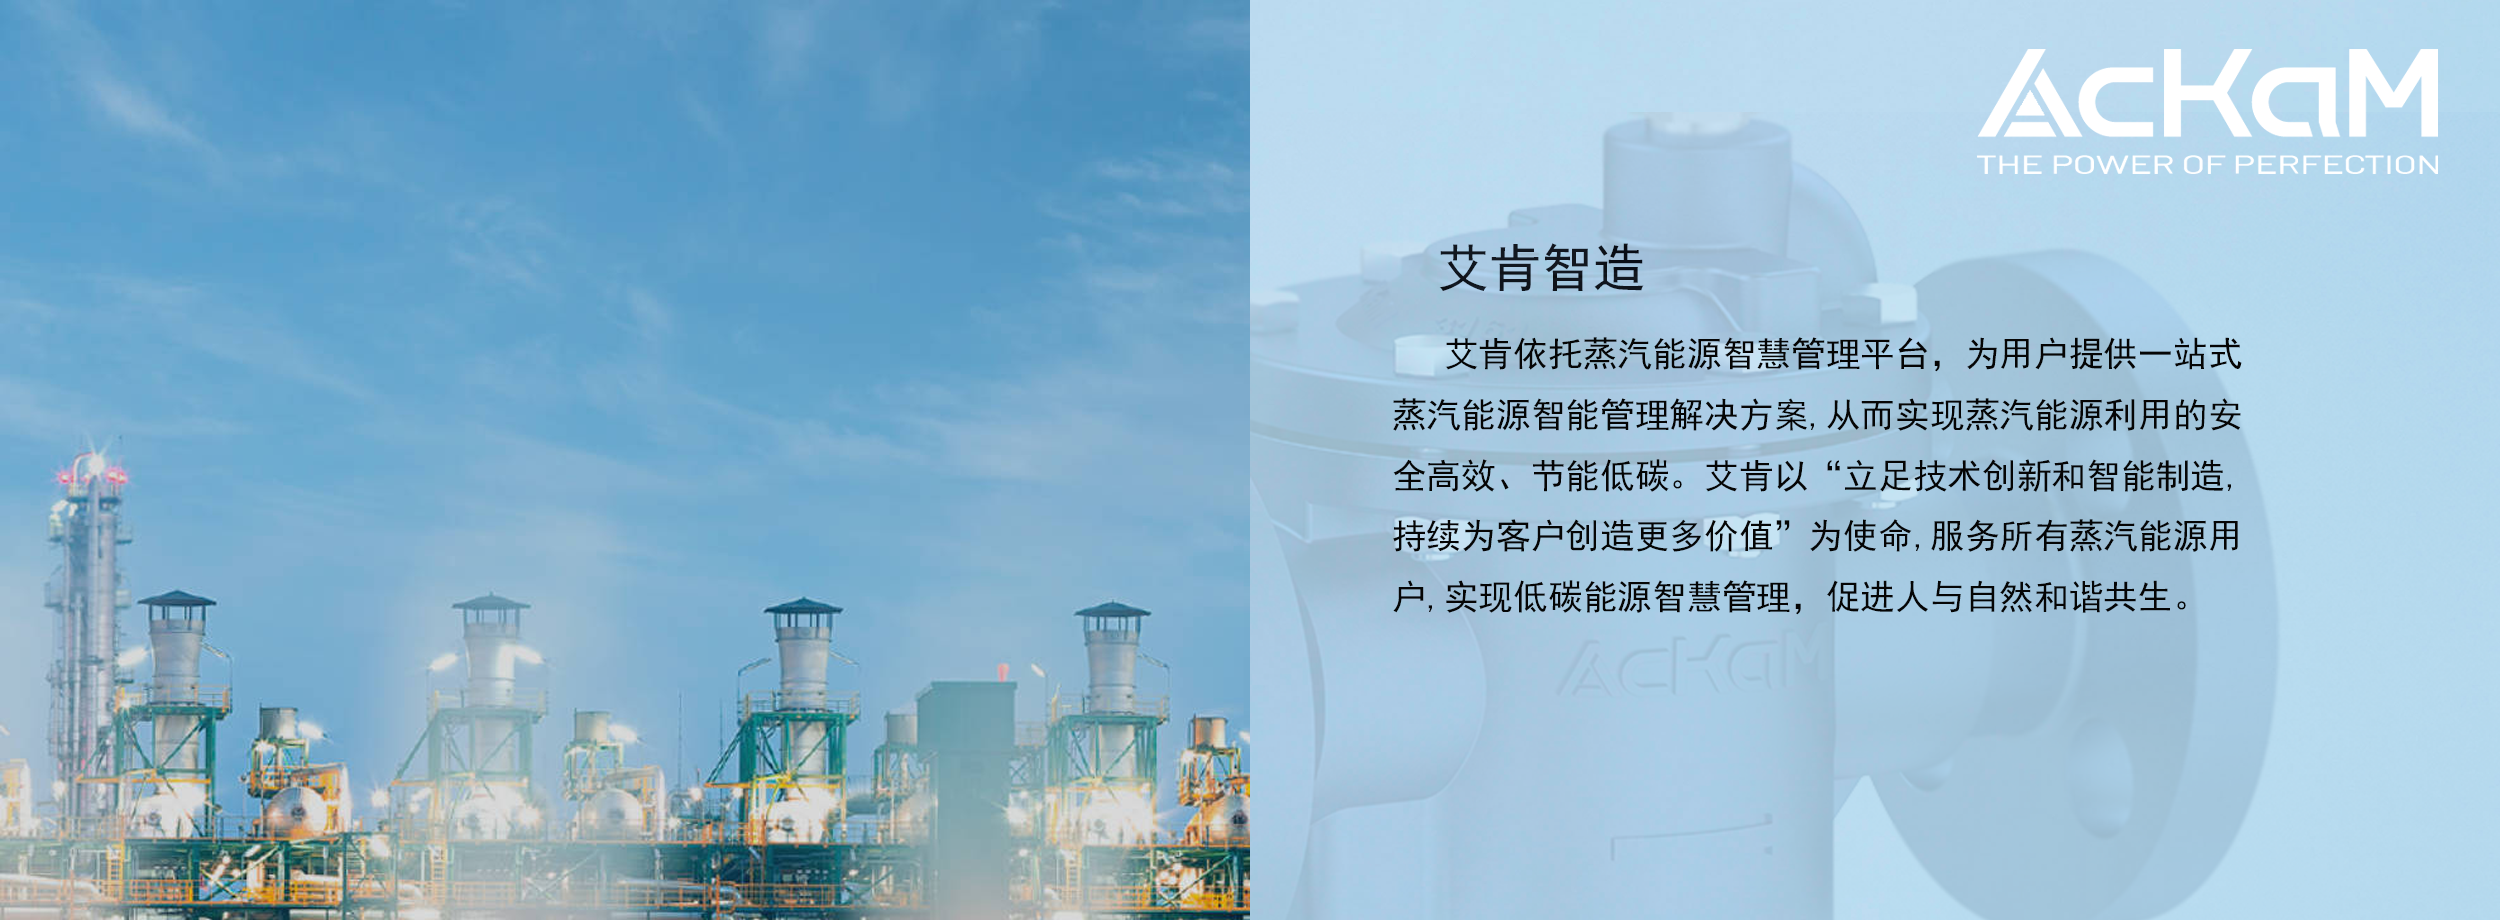 ACKAM
THE POWER OF PERFECTION
艾肯智造
艾肯依托蒸汽能源智慧管理平台，为用户提供一站式
蒸汽能源智能管理解决方案,从而实现蒸汽能源利用的安
全高效、节能低碳。艾肯以“立足技术创新和智能制造,
持续为客户创造更多价值”为使命,服务所有蒸汽能源用
户,实现低碳能源智慧管理，促进人与自然和谐共生。
ACKAM